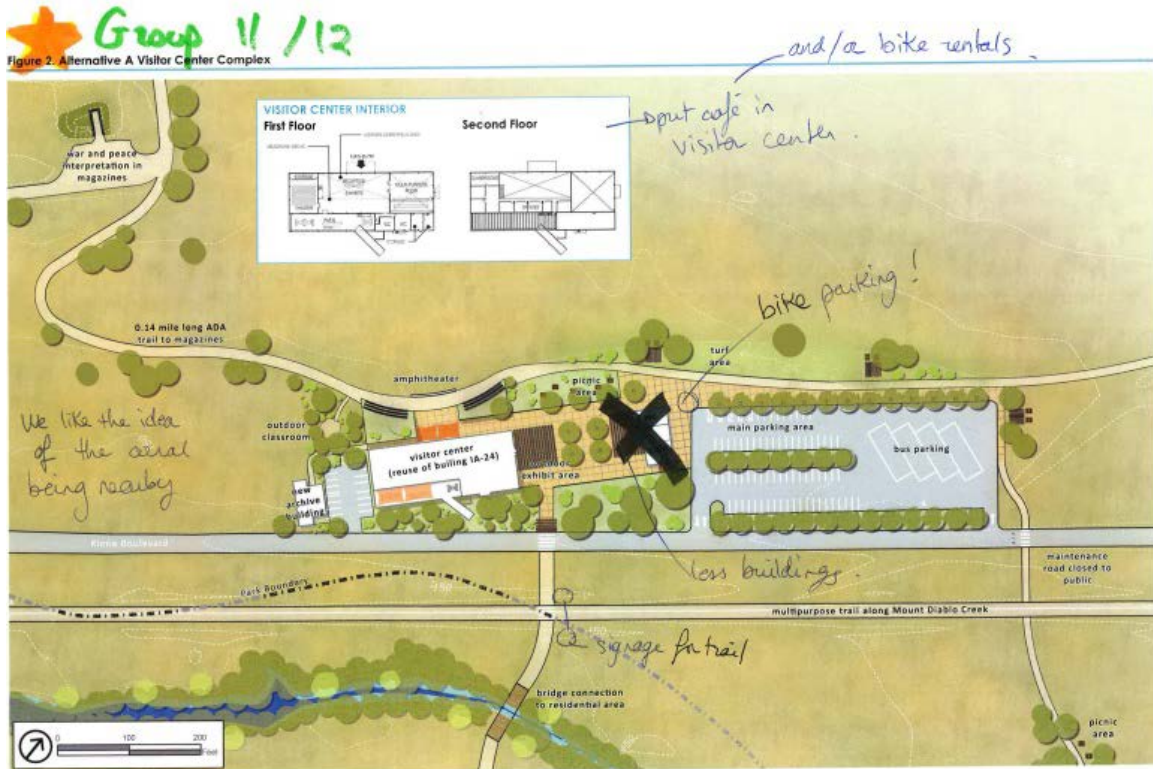 Group 11/12
Figure 2. Alternative A Visitor Center Complex
and/or bike rentals.
put café in
visitor center.
VISITOR CENTER INTERIOR
First Floor
Second Floor
war and peace
interpretation in
magazines
bike parking!
0.14 mile long ADA
trail to magazines
turf
area
amphitheater
picnic
area
We like the idea
of the
being nearby
outdoor
classroom
main parking area
bus parking
visitor center
(reuse of builing IA-24)
exhibit area
new
archive
building
Boulevard
less buildings.
maintenance
road closed to
public
Park Boundary
multipurpose trail along Mount Diablo Creek
signage for trail
bridge connection
to residential area
picnic
area
0 100 200
Feet